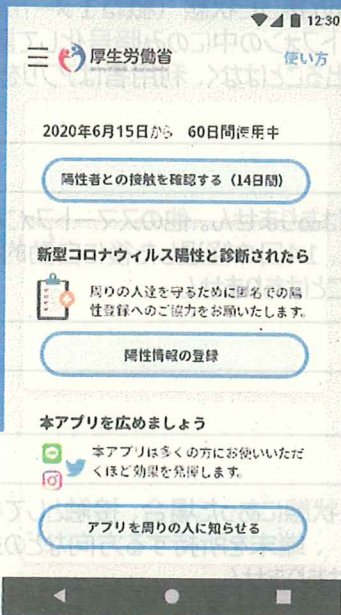 12:30
厚生労働省
使い方
2020年6月15日から 60日間使用中
陽性者との接触を確認する(14日間)
新型コロナウィルス陽性と診断されたら
周りの人達を守るために匿名での陽
性登録へのご協力をお願いたします。
陽性情報の登録
本アプリを広めましょう
本アプリは多くの方にお使いいただ
くほど効果を発揮します。
アプリを周りの人に知らせる